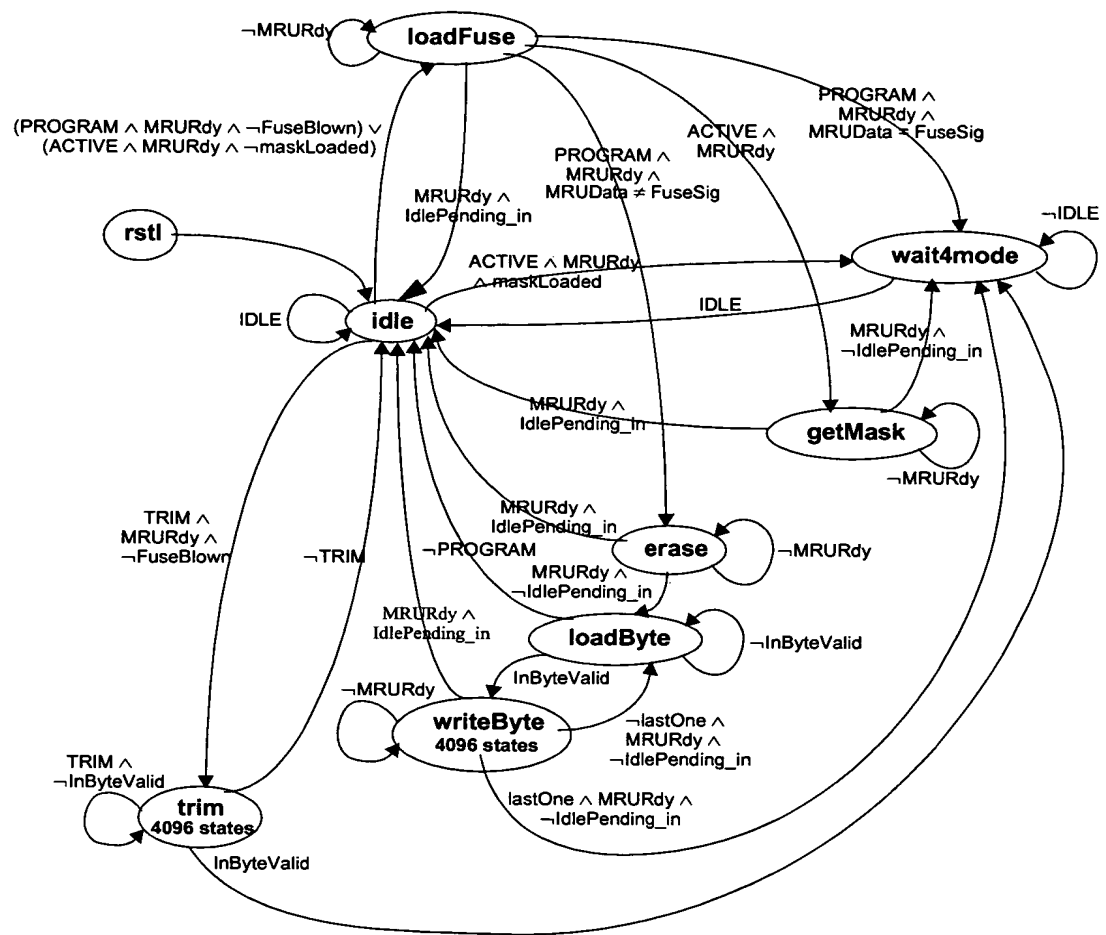 ¬MRURdy
loadFuse
PROGRAM ∧
MRURdy ∧
MRUData = FuseSig
(PROGRAM ∧ MRURdy ∧ ¬FuseBlown) ∨
(ACTIVE ∧ MRURdy ∧ ¬maskLoaded)
ACTIVE ∧
MRURdy
PROGRAM ∧
MRURdy ∧
MRUData ≠ FuseSig
MRURdy ∧
IdlePending_in
rstl
¬IDLE
wait4mode
ACTIVE ∧ MRURdy
∧ maskLoaded
IDLE
idle
IDLE
MRURdy ∧
¬IdlePending_in
MRURdy ∧
IdlePending_in
getMask
¬MRURdy
TRIM ∧
MRURdy ∧
¬FuseBlown
¬TRIM
MRURdy ∧
IdlePending_in
¬PROGRAM
erase
¬MRURdy
MRURdy ∧
¬IdlePending_in
MRURdy ∧
IdlePending_in
loadByte
¬InByteValid
InByteValid
¬MRURdy
writeByte
4096 states
¬lastOne ∧
MRURdy ∧
¬IdlePending_in
TRIM ∧
¬InByteValid
trim
4096 states
lastOne ∧ MRURdy ∧
¬IdlePending_in
InByteValid